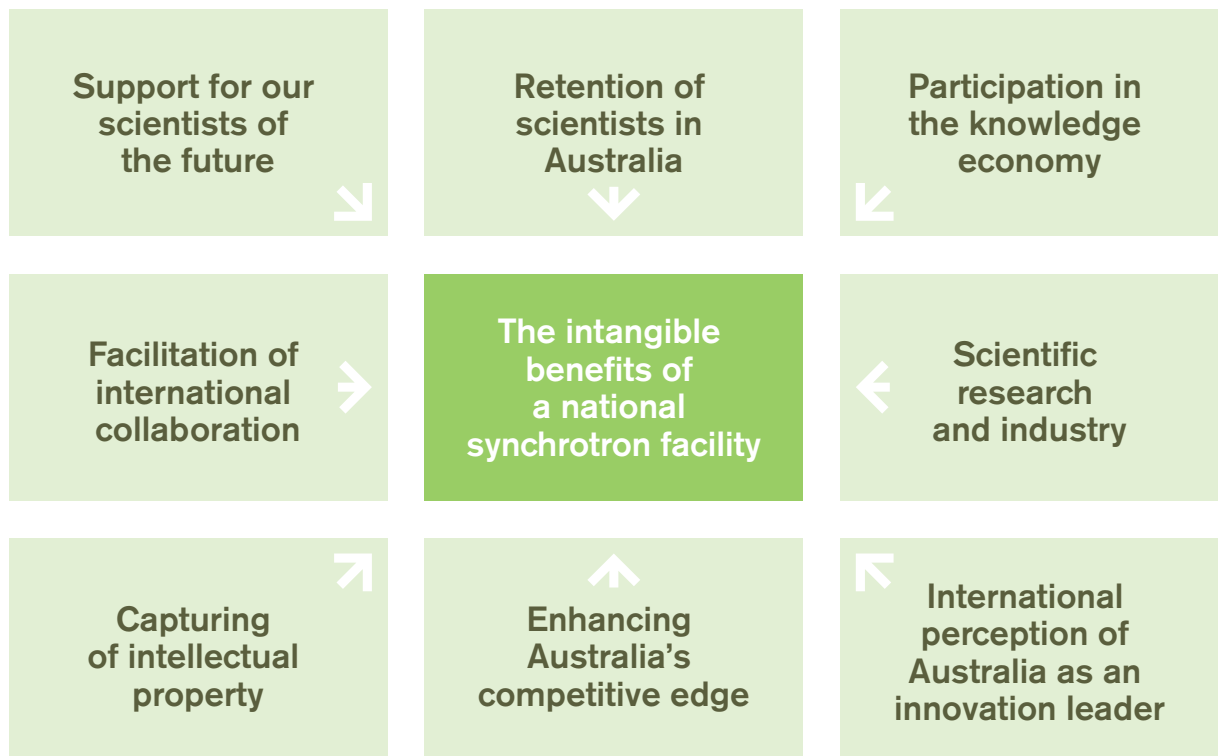 Support for our
scientists of
the future
Retention of
scientists in
Australia
Participation in
the knowledge
economy
Facilitation of
international
collaboration
The intangible
benefits of
a national
synchrotron facility
Scientific
research
and industry
Capturing
of intellectual
property
Enhancing
Australia’s
competitive edge
International
perception of
Australia as an
innovation leader